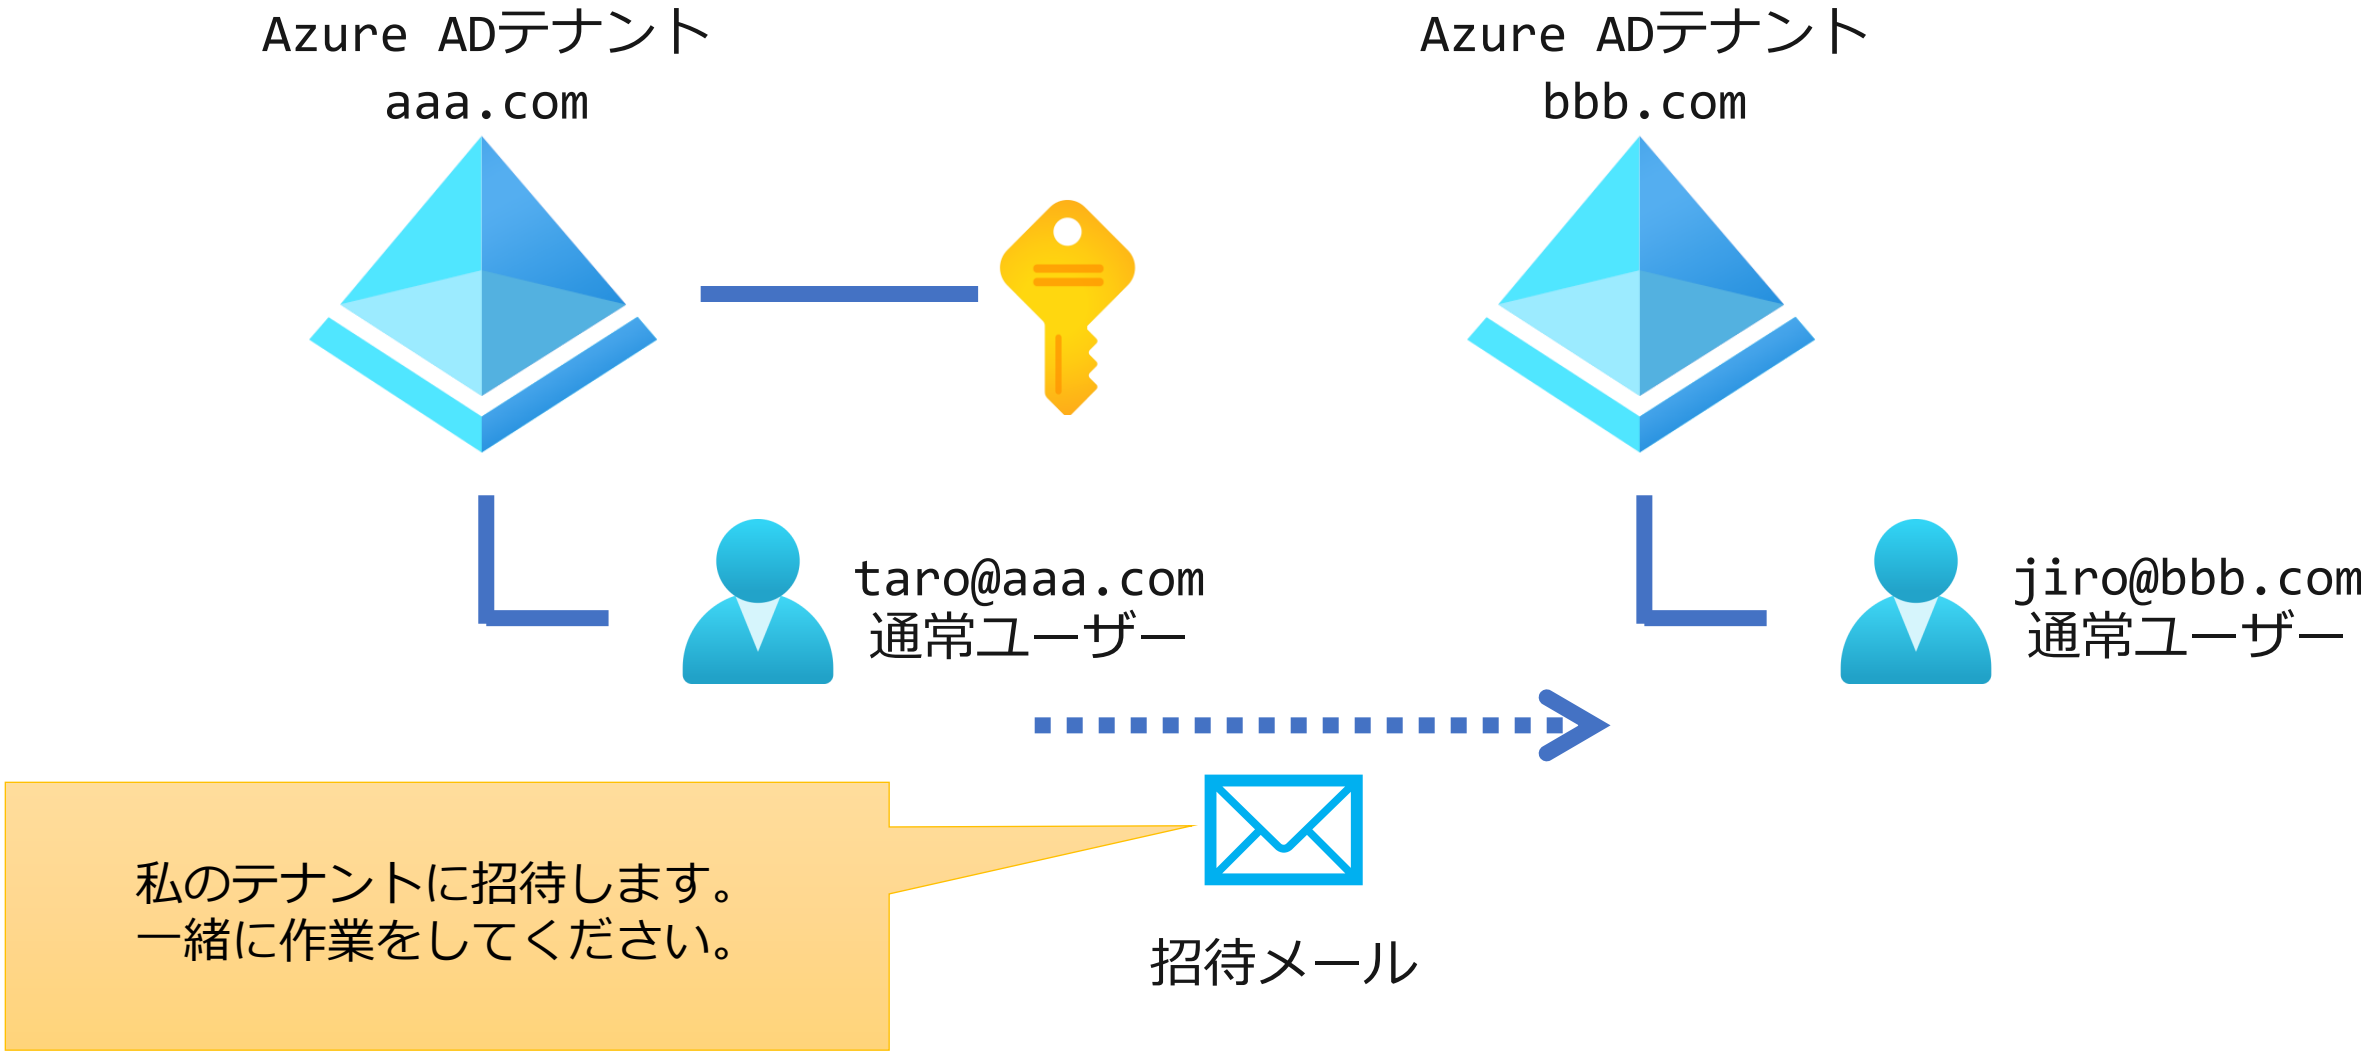 Azure ADテナント
aaa.com
Azure ADテナント
bbb.com
taro@aaa.com
通常ユーザー
jiro@bbb.com
通常ユーザー
私のテナントに招待します。
一緒に作業をしてください。
招待メール